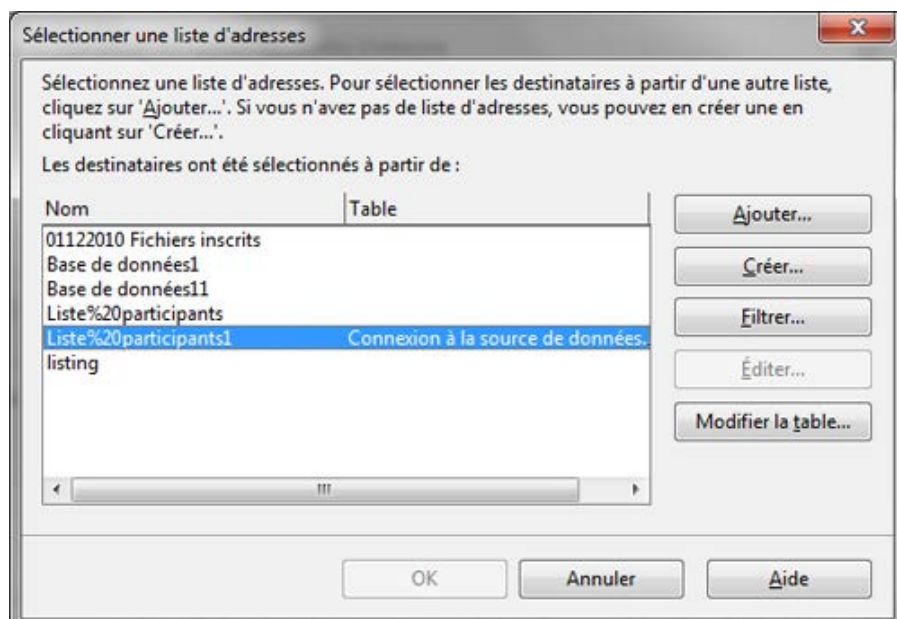 Sélectionner une liste d'adresses
Sélectionnez une liste d'adresses. Pour sélectionner les destinataires à partir d'une autre liste,
cliquez sur 'Ajouter...'. Si vous n'avez pas de liste d'adresses, vous pouvez en créer une en
cliquant sur 'Créer...'.
Les destinataires ont été sélectionnés à partir de :
Nom Table
01122010 Fichiers inscrits
Base de données1
Base de données11
Liste%20participants
Liste%20participants1 Connexion à la source de données.
listing
Ajouter...
Créer...
Filtrer...
Éditer...
Modifier la table...
OK Annuler Aide